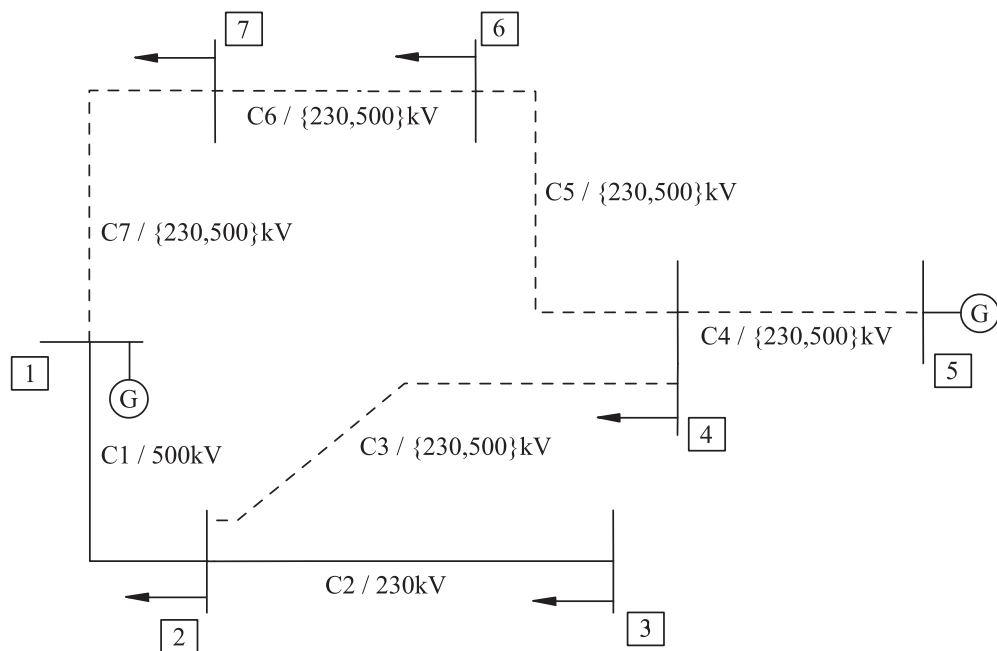 7
6
C6 / {230,500}kV
C5 / {230,500}kV
C7 / {230,500}kV
C4 / {230,500}kV
G
1
5
G
4
C3 / {230,500}kV
C1 / 500kV
C2 / 230kV
2
3